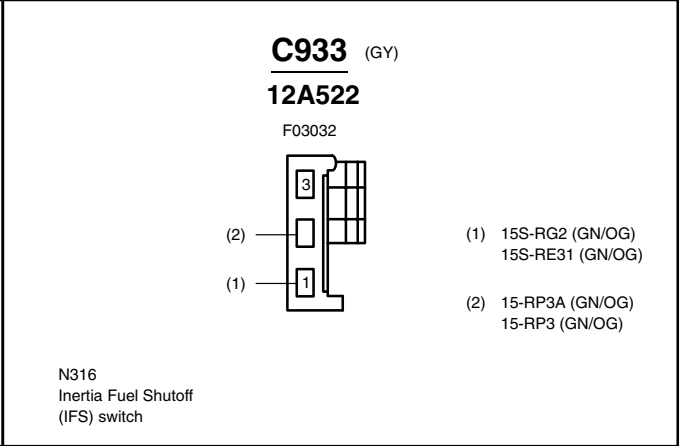 C933 (GY)
12A522
F03032
3
(2)
(1) 1
(1) 15S-RG2 (GN/OG)
15S-RE31 (GN/OG)
(2) 15-RP3A (GN/OG)
15-RP3 (GN/OG)
N316
Inertia Fuel Shutoff
(IFS) switch